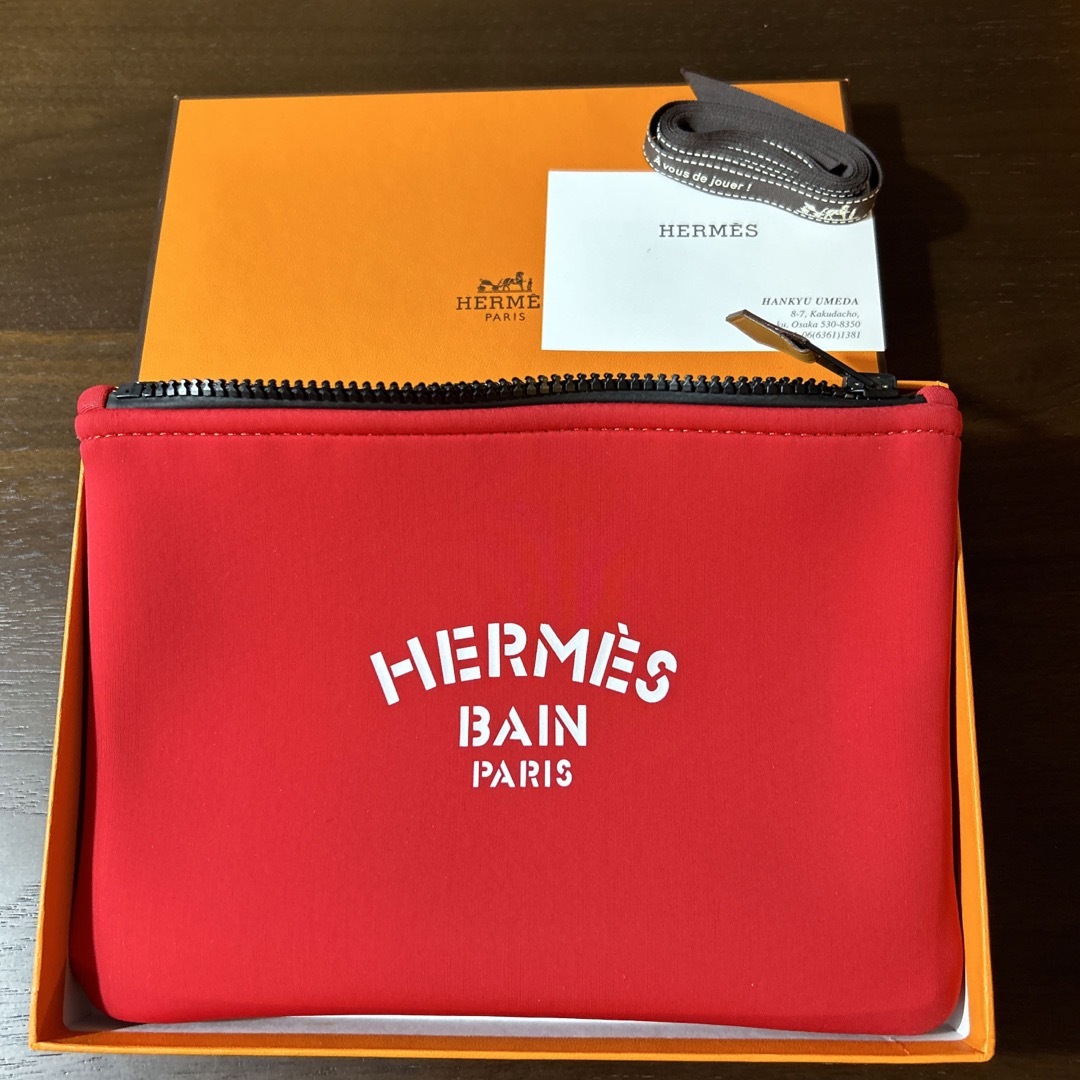 À vous de jouer !
HERMÈS
HANKYU UMEDA
8-7, Kakudacho,
Osaka 530-8350
06(6361)1381
HERMÈ
PARIS
HERMÈS
BAIN
PARIS